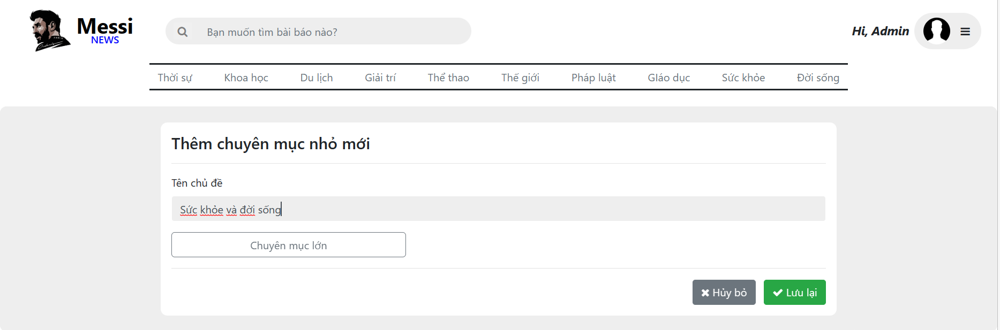 Messi
NEWS
Bạn muốn tìm bài báo nào?
Hi, Admin
Thời sự Khoa học Du lịch Giải trí Thể thao Thế giới Pháp luật GIáo dục Sức khỏe Đời sống
Thêm chuyên mục nhỏ mới
Tên chủ đề
Sức khỏe và đời sống
Chuyên mục lớn
Hủy bỏ Lưu lại